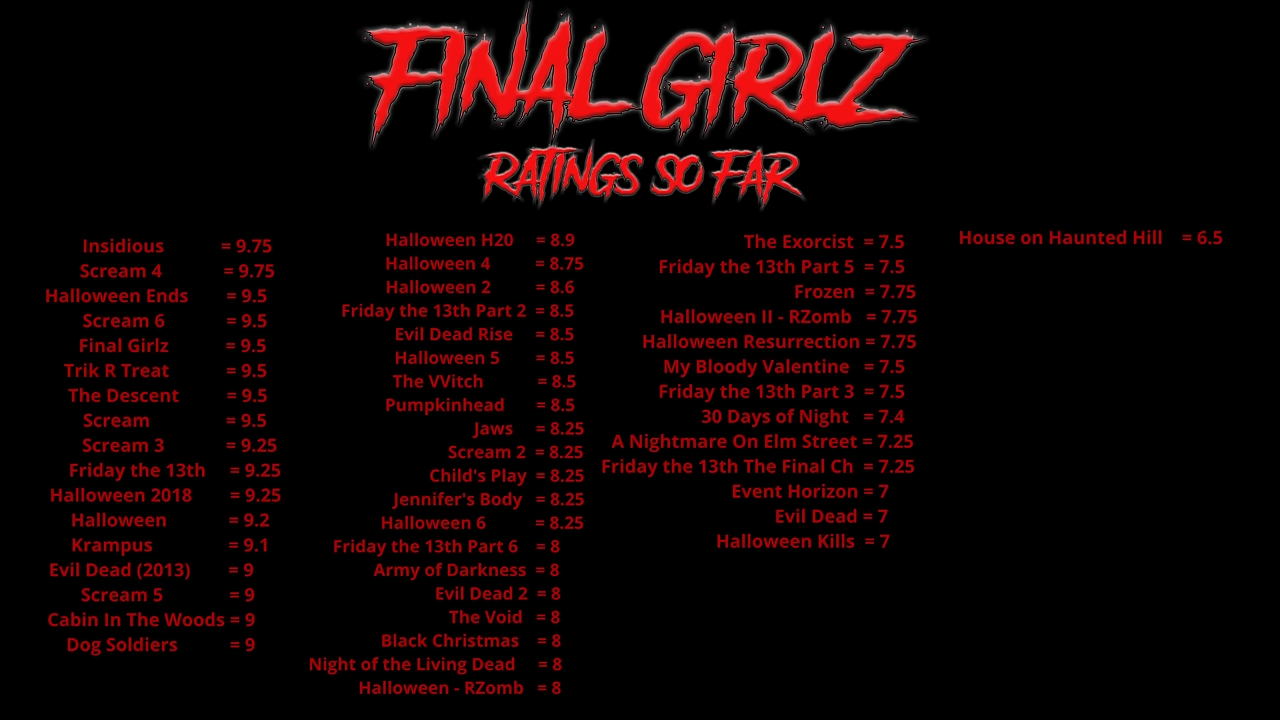 FINAL GIRLZ
RATINGS SO FAR
Insidious = 9.75
Scream 4 = 9.75
Halloween Ends = 9.5
Scream 6 = 9.5
Final Girlz = 9.5
Trik R Treat = 9.5
The Descent = 9.5
Scream = 9.5
Scream 3 = 9.25
Friday the 13th = 9.25
Halloween 2018 = 9.25
Halloween = 9.2
Krampus = 9.1
Evil Dead (2013) = 9
Scream 5 = 9
Cabin In The Woods = 9
Dog Soldiers = 9
Halloween H20 = 8.9
Halloween 4 = 8.75
Halloween 2 = 8.6
Friday the 13th Part 2 = 8.5
Evil Dead Rise = 8.5
Halloween 5 = 8.5
The VVitch = 8.5
Pumpkinhead = 8.5
Jaws = 8.25
Scream 2 = 8.25
Child's Play = 8.25
Jennifer's Body = 8.25
Halloween 6 = 8.25
Friday the 13th Part 6 = 8
Army of Darkness = 8
Evil Dead 2 = 8
The Void = 8
Black Christmas = 8
Night of the Living Dead = 8
Halloween - RZomb = 8
The Exorcist = 7.5
Friday the 13th Part 5 = 7.5
Frozen = 7.75
Halloween II - RZomb = 7.75
Halloween Resurrection = 7.75
My Bloody Valentine = 7.5
Friday the 13th Part 3 = 7.5
30 Days of Night = 7.4
A Nightmare On Elm Street = 7.25
Friday the 13th The Final Ch = 7.25
Event Horizon = 7
Evil Dead = 7
Halloween Kills = 7
House on Haunted Hill = 6.5